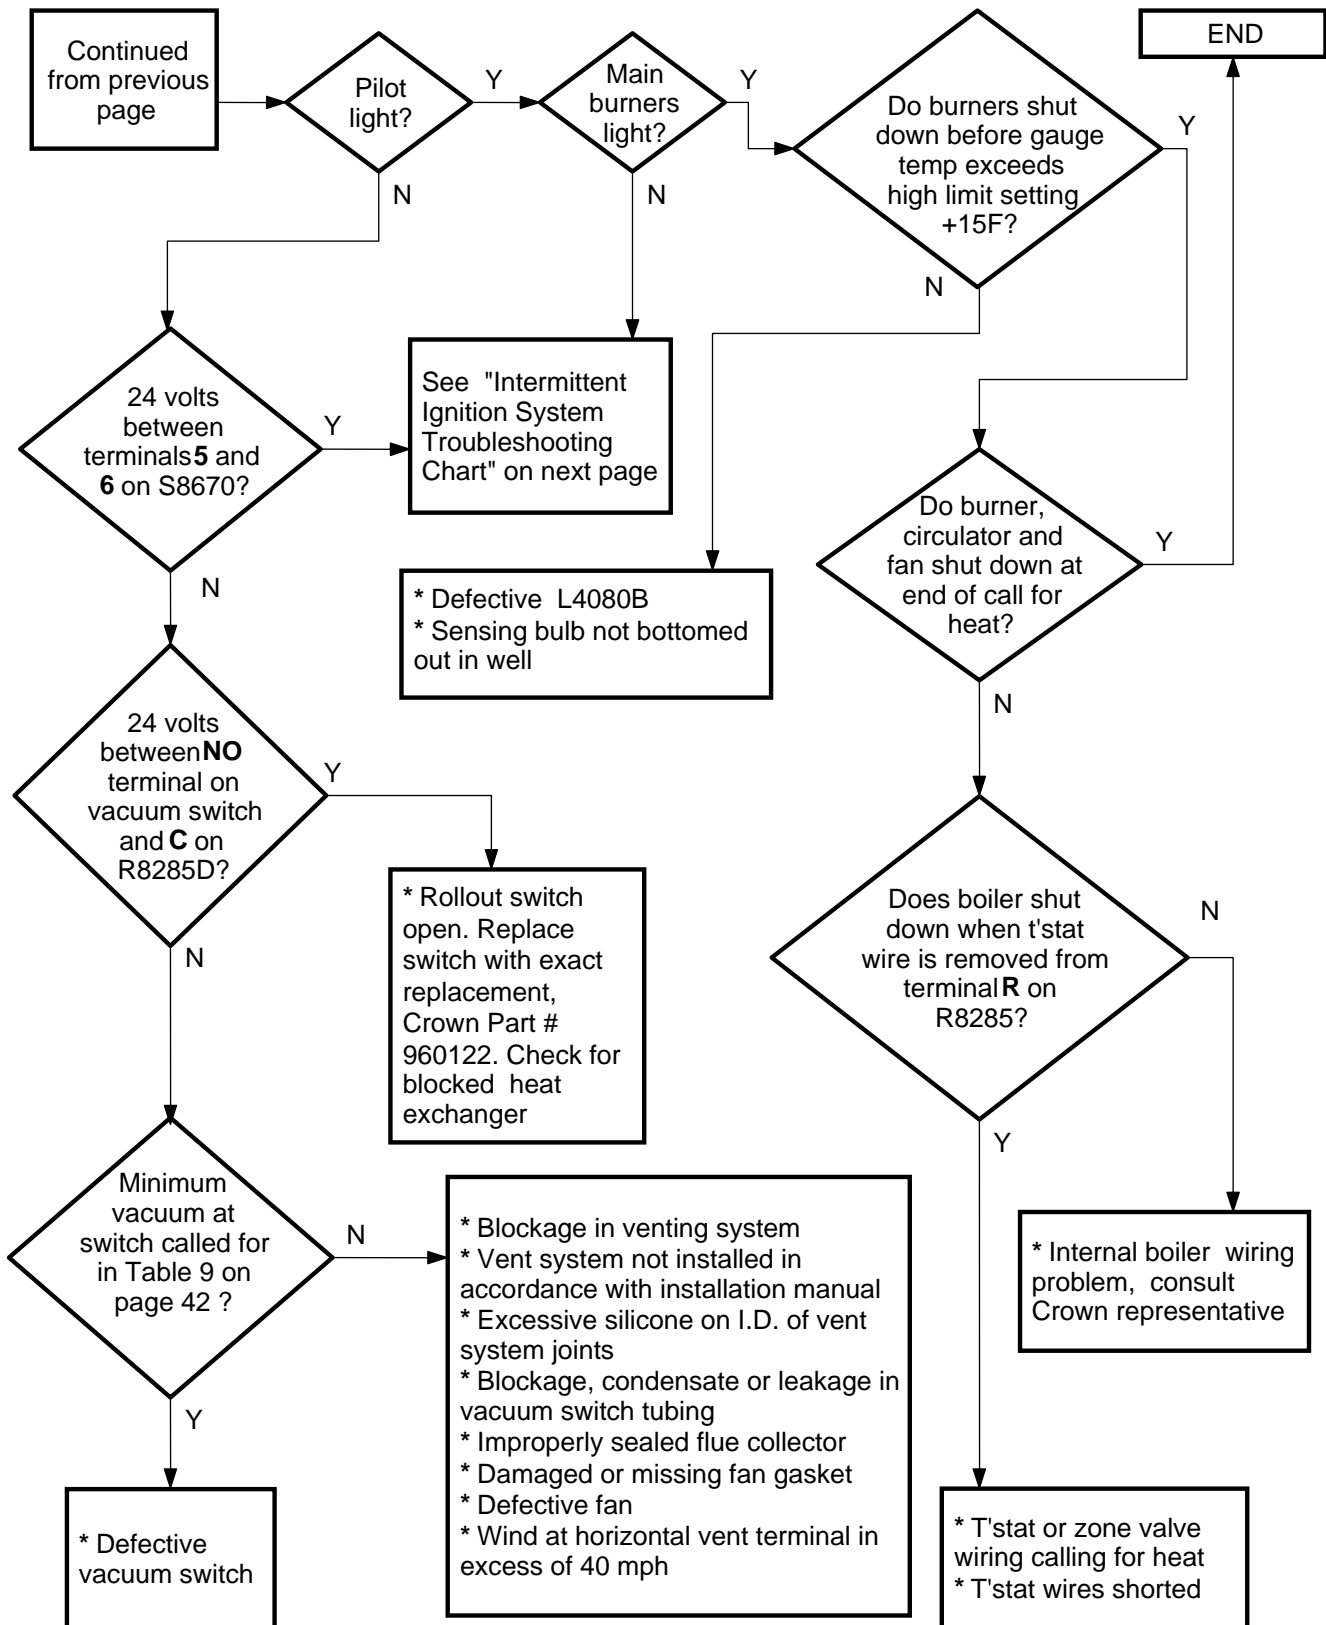 Continued
from previous
page
Pilot
light?
Y
N
Main
burners
light?
Y
N
Do burners shut
down before gauge
temp exceeds
high limit setting
+15F?
Y
N
END
24 volts
between
terminals 5 and
6 on S8670?
Y
N
See "Intermittent
Ignition System
Troubleshooting
Chart" on next page
* Defective L4080B
* Sensing bulb not bottomed
out in well
Do burner,
circulator and
fan shut down at
end of call for
heat?
Y
N
24 volts
between NO
terminal on
vacuum switch
and C on
R8285D?
Y
N
* Rollout switch
open. Replace
switch with exact
replacement,
Crown Part #
960122. Check for
blocked heat
exchanger
Does boiler shut
down when t'stat
wire is removed from
terminal R on
R8285?
N
Y
Minimum
vacuum at
switch called for
in Table 9 on
page 42 ?
N
Y
* Blockage in venting system
* Vent system not installed in
accordance with installation manual
* Excessive silicone on I.D. of vent
system joints
* Blockage, condensate or leakage in
vacuum switch tubing
* Improperly sealed flue collector
* Damaged or missing fan gasket
* Defective fan
* Wind at horizontal vent terminal in
excess of 40 mph
* Internal boiler wiring
problem, consult
Crown representative
* Defective
vacuum switch
* T'stat or zone valve
wiring calling for heat
* T'stat wires shorted